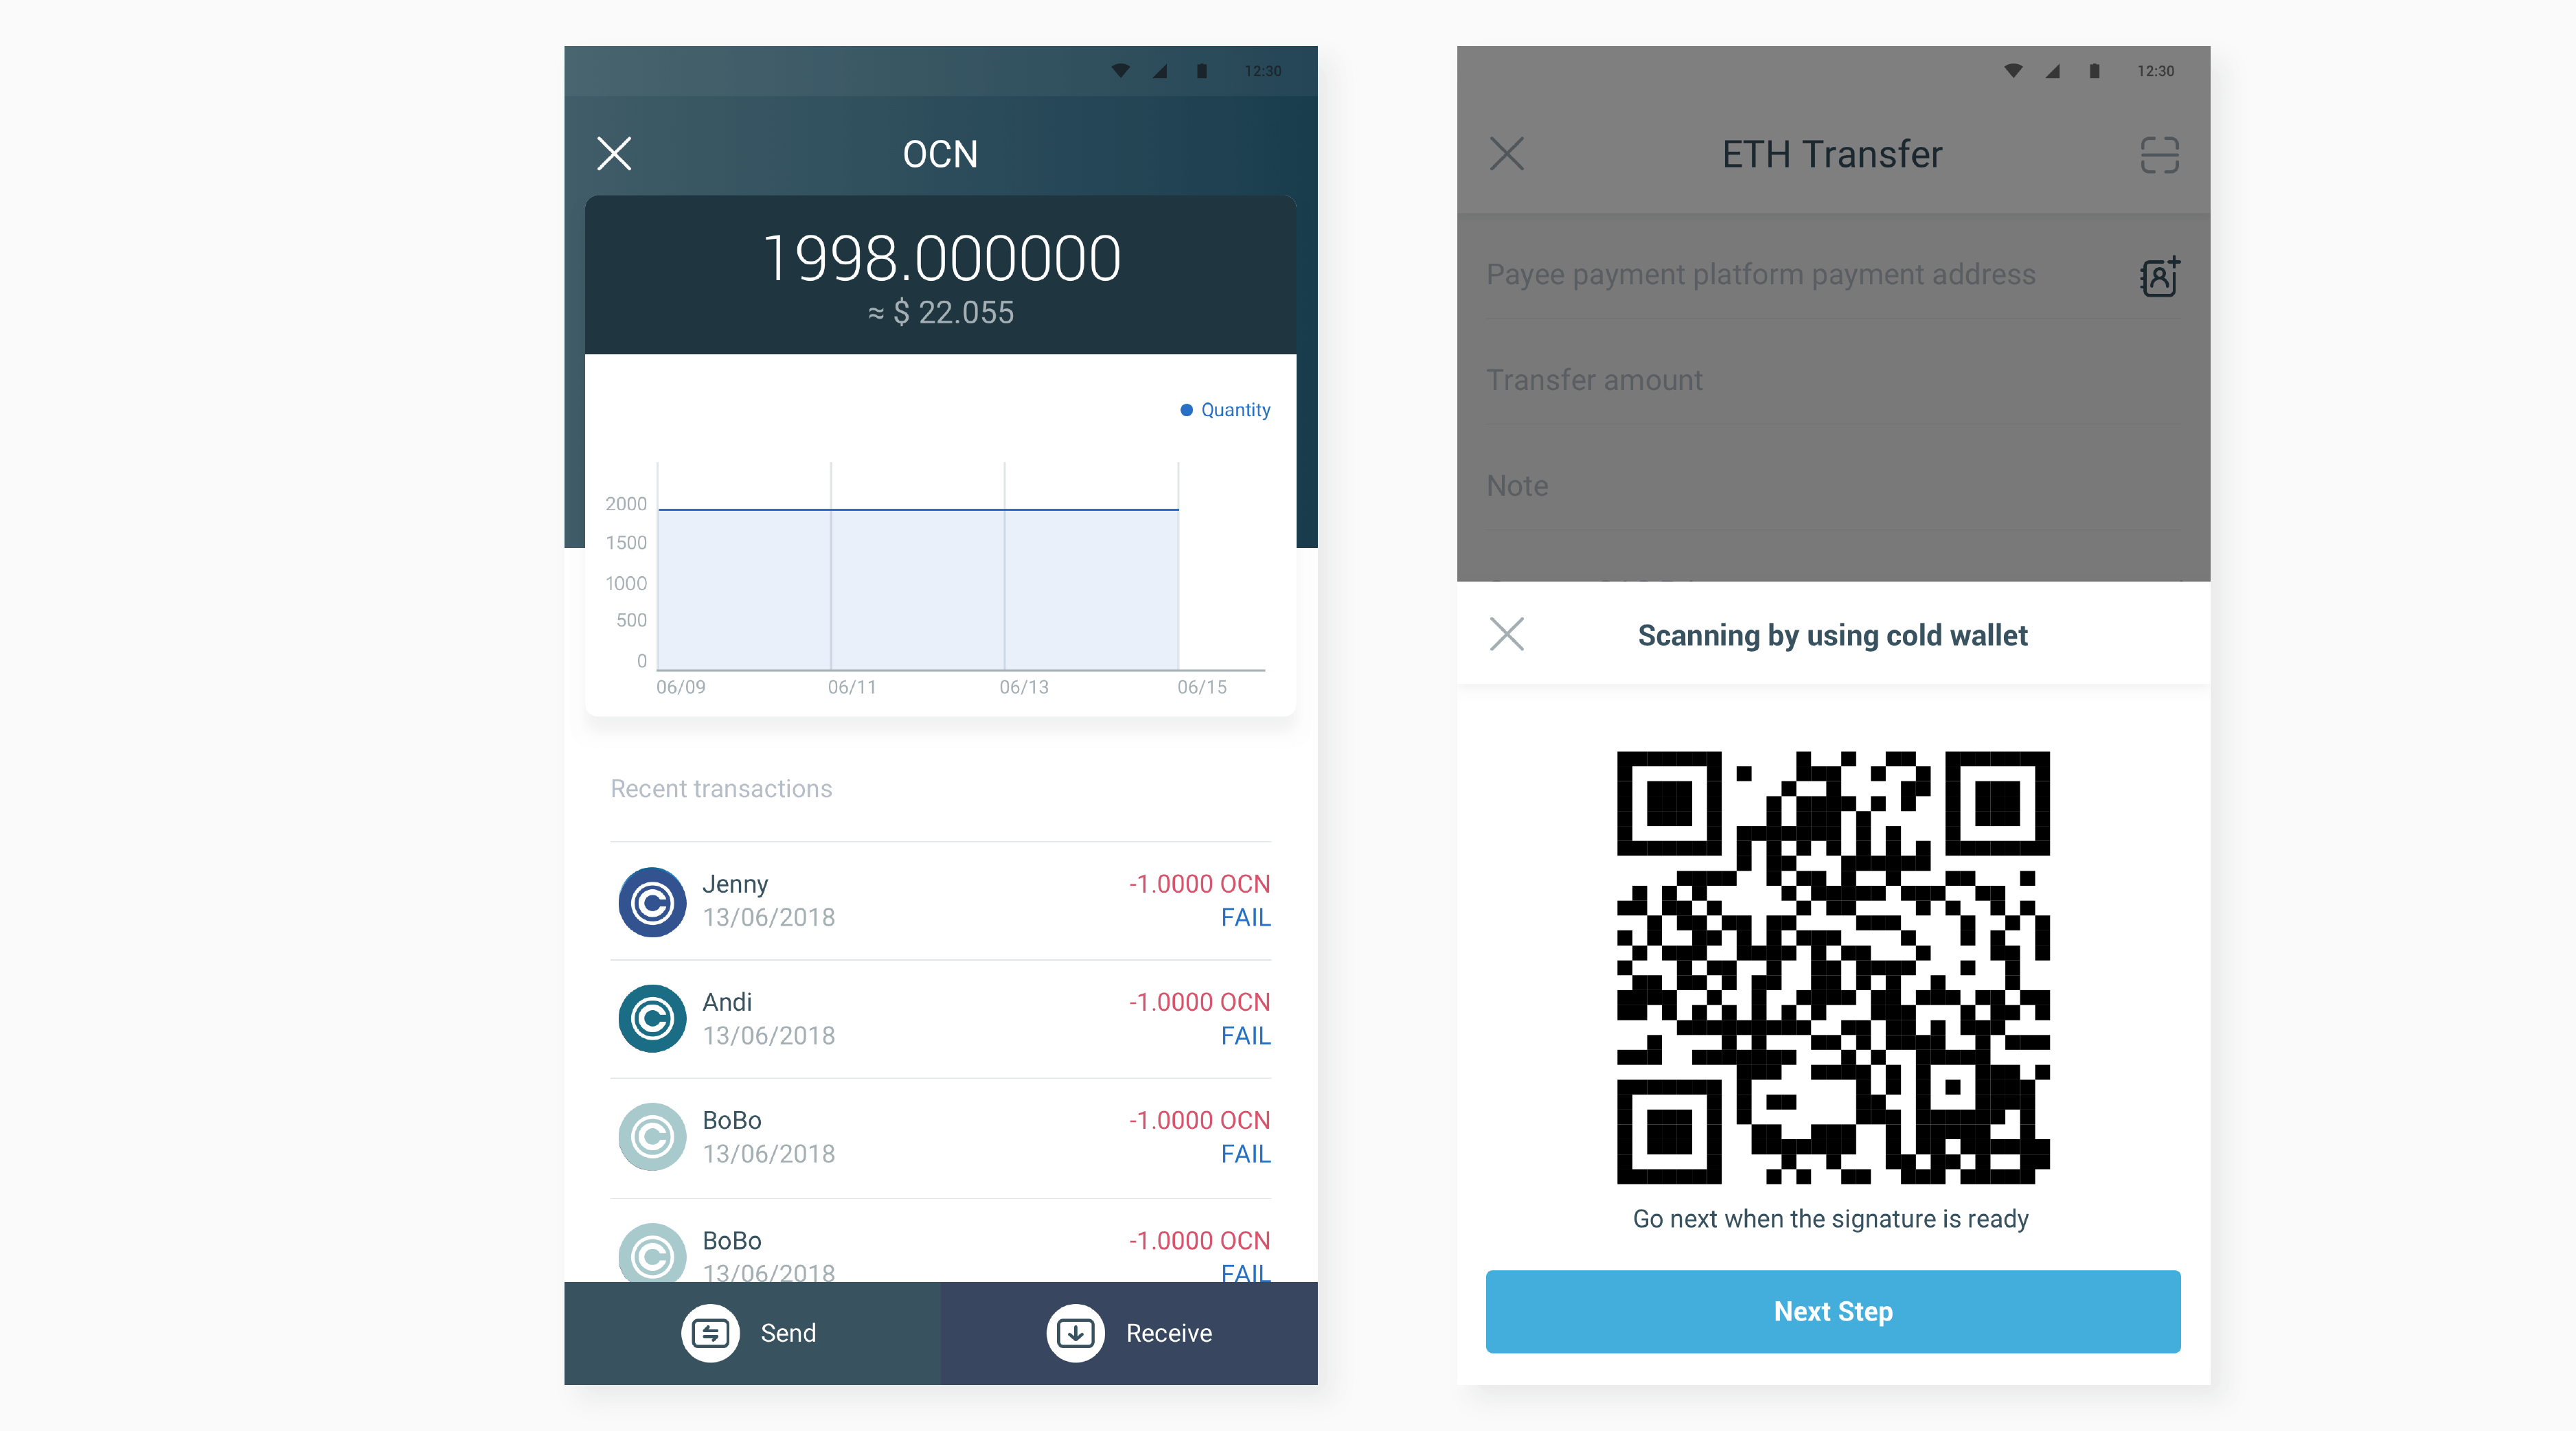 12:30
OCN
1998.000000
≈ $ 22.055
Quantity
2000
1500
1000
500
0
06/09 06/11 06/13 06/15
Recent transactions
Jenny -1.0000 OCN
13/06/2018 FAIL
Andi -1.0000 OCN
13/06/2018 FAIL
BoBo -1.0000 OCN
13/06/2018 FAIL
BoBo -1.0000 OCN
13/06/2018 FAIL
Send Receive
12:30
ETH Transfer
Payee payment platform payment address
Transfer amount
Note
Scanning by using cold wallet
Go next when the signature is ready
Next Step